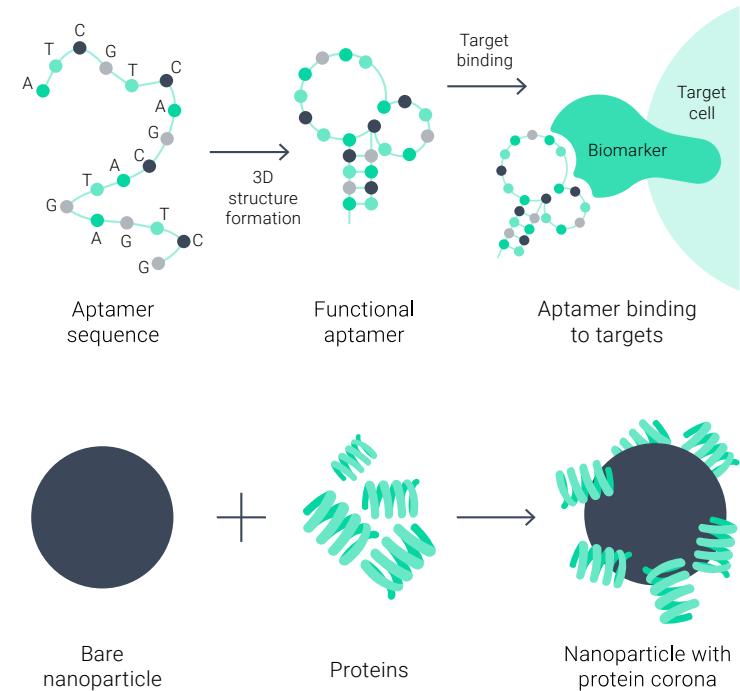 A
T
C
G
T
C
A
G
C
A
T
G
A
G
T
C
G
3D
structure
formation
Target
binding
Biomarker
Target
cell
Aptamer
sequence
Functional
aptamer
Aptamer binding
to targets
Bare
nanoparticle
Proteins
Nanoparticle with
protein corona